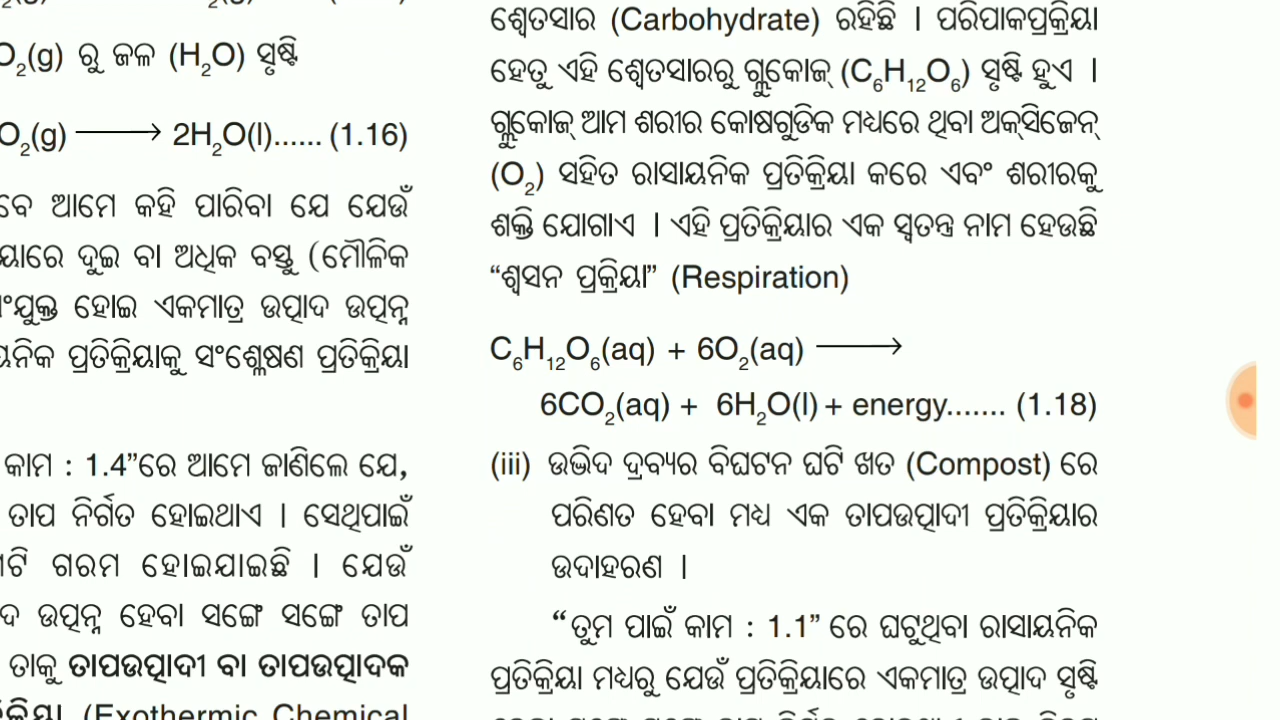 O₂(g) ରୁ ଜଳ (H₂O) ସୃଷ୍ଟି
O₂(g) ⟶ 2H₂O(l)...... (1.16)
ବେ ଆମେ କହି ପାରିବା ଯେ ଯେଉଁ
ୟାରେ ଦୁଇ ବା ଅଧିକ ବସ୍ତୁ (ମୌଳିକ
ସଂଯୁକ୍ତ ହୋଇ ଏକମାତ୍ର ଉତ୍ପାଦ ଉତ୍ପନ୍ନ
ୟନିକ ପ୍ରତିକ୍ରିୟାକୁ ସଂଶ୍ଳେଷଣ ପ୍ରତିକ୍ରିୟା
କାମ : 1.4”ରେ ଆମେ ଜାଣିଲେ ଯେ,
ତାପ ନିର୍ଗତ ହୋଇଥାଏ । ସେଥିପାଇଁ
ଟି ଗରମ ହୋଇଯାଇଛି । ଯେଉଁ
ଦ ଉତ୍ପନ୍ନ ହେବା ସଙ୍ଗେ ସଙ୍ଗେ ତାପ
ତାକୁ ତାପଉତ୍ପାଦୀ ବା ତାପଉତ୍ପାଦକ
(Exothermic Chemical
ଶ୍ୱେତସାର (Carbohydrate) ରହିଛି । ପରିପାକପ୍ରକ୍ରିୟା
ହେତୁ ଏହି ଶ୍ୱେତସାରରୁ ଗ୍ଲୁକୋଜ୍ (C₆H₁₂O₆) ସୃଷ୍ଟି ହୁଏ ।
ଗ୍ଲୁକୋଜ୍ ଆମ ଶରୀର କୋଷଗୁଡିକ ମଧ୍ୟରେ ଥିବା ଅକ୍‌ସିଜେନ୍
(O₂) ସହିତ ରାସାୟନିକ ପ୍ରତିକ୍ରିୟା କରେ ଏବଂ ଶରୀରକୁ
ଶକ୍ତି ଯୋଗାଏ । ଏହି ପ୍ରତିକ୍ରିୟାର ଏକ ସ୍ୱତନ୍ତ୍ର ନାମ ହେଉଛି
“ଶ୍ୱସନ ପ୍ରକ୍ରିୟା” (Respiration)
C₆H₁₂O₆(aq) + 6O₂(aq) ⟶
6CO₂(aq) + 6H₂O(l) + energy....... (1.18)
(iii) ଉଦ୍ଭିଦ ଦ୍ରବ୍ୟର ବିଘଟନ ଘଟି ଖତ (Compost) ରେ
ପରିଣତ ହେବା ମଧ୍ୟ ଏକ ତାପଉତ୍ପାଦୀ ପ୍ରତିକ୍ରିୟାର
ଉଦାହରଣ ।
“ତୁମ ପାଇଁ କାମ : 1.1” ରେ ଘଟୁଥିବା ରାସାୟନିକ
ପ୍ରତିକ୍ରିୟା ମଧ୍ୟରୁ ଯେଉଁ ପ୍ରତିକ୍ରିୟାରେ ଏକମାତ୍ର ଉତ୍ପାଦ ସୃଷ୍ଟି